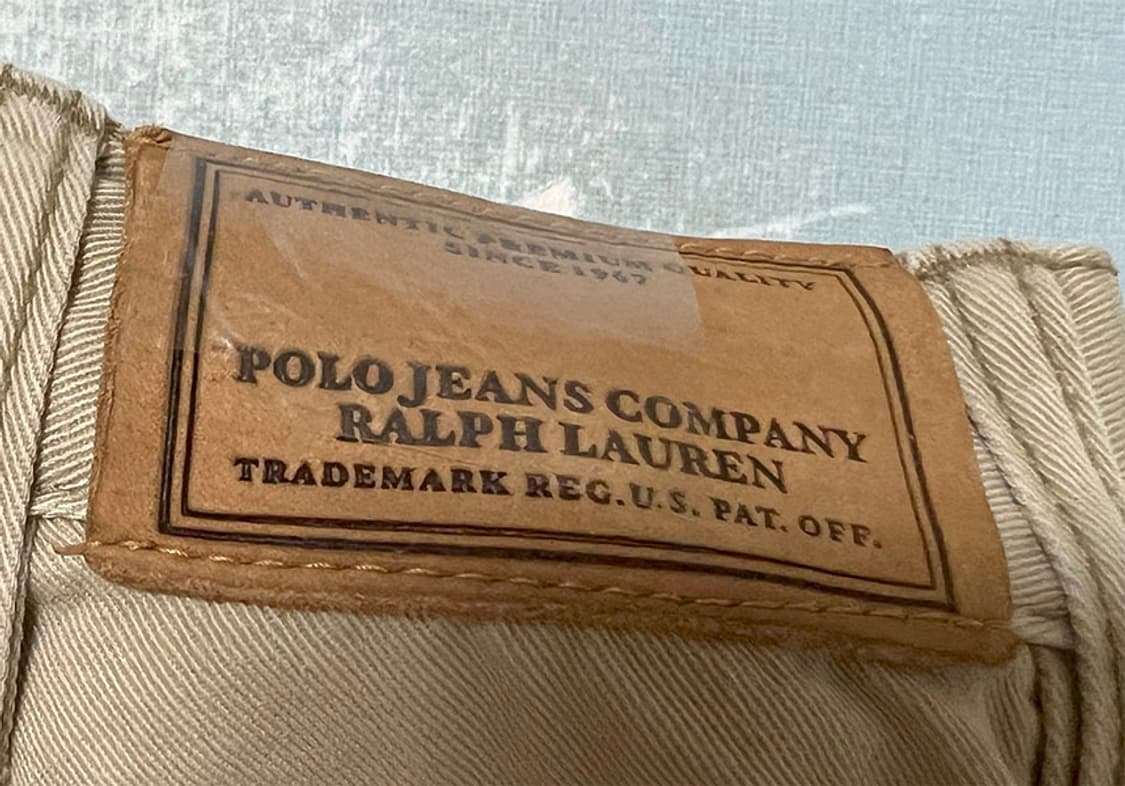 AUTHENTIC PREMIUM QUALITY
SINCE 1967
POLO JEANS COMPANY
RALPH LAUREN
TRADEMARK REG. U.S. PAT. OFF.